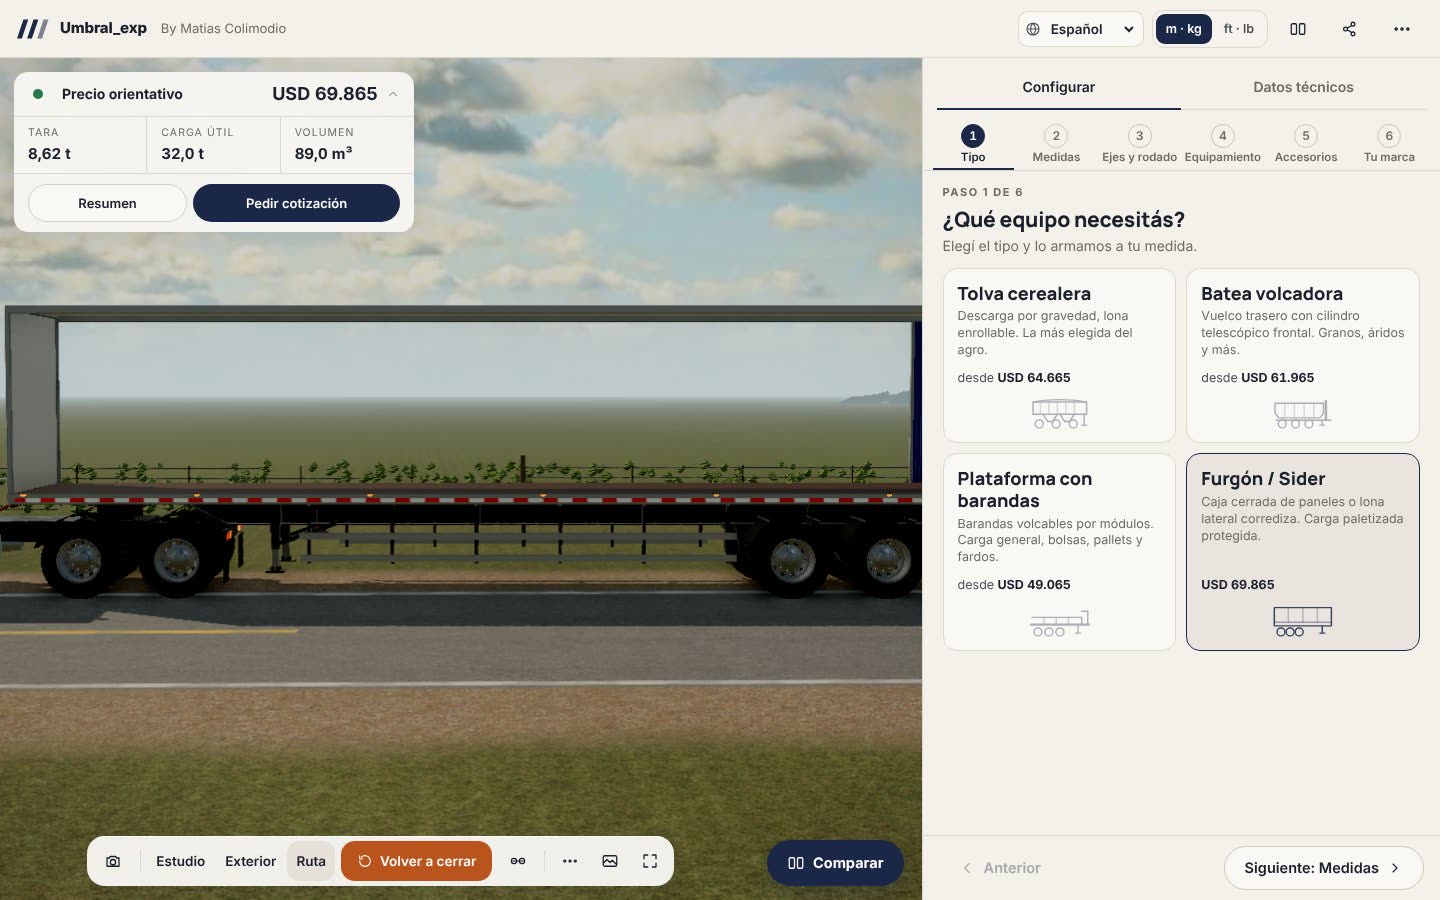 Umbral_exp By Matias Colimodio
Español
m · kg ft · lb
Precio orientativo USD 69.865
TARA CARGA ÚTIL VOLUMEN
8,62 t 32,0 t 89,0 m³
Resumen Pedir cotización
Configurar Datos técnicos
1 2 3 4 5 6
Tipo Medidas Ejes y rodado Equipamiento Accesorios Tu marca
PASO 1 DE 6
¿Qué equipo necesitás?
Elegí el tipo y lo armamos a tu medida.
Tolva cerealera
Descarga por gravedad, lona
enrollable. La más elegida del
agro.
desde USD 64.665
Batea volcadora
Vuelco trasero con cilindro
telescópico frontal. Granos, áridos
y más.
desde USD 61.965
Plataforma con
barandas
Barandas volcables por módulos.
Carga general, bolsas, pallets y
fardos.
desde USD 49.065
Furgón / Sider
Caja cerrada de paneles o lona
lateral corrediza. Carga paletizada
protegida.
USD 69.865
Estudio Exterior Ruta Volver a cerrar
Comparar
Anterior Siguiente: Medidas